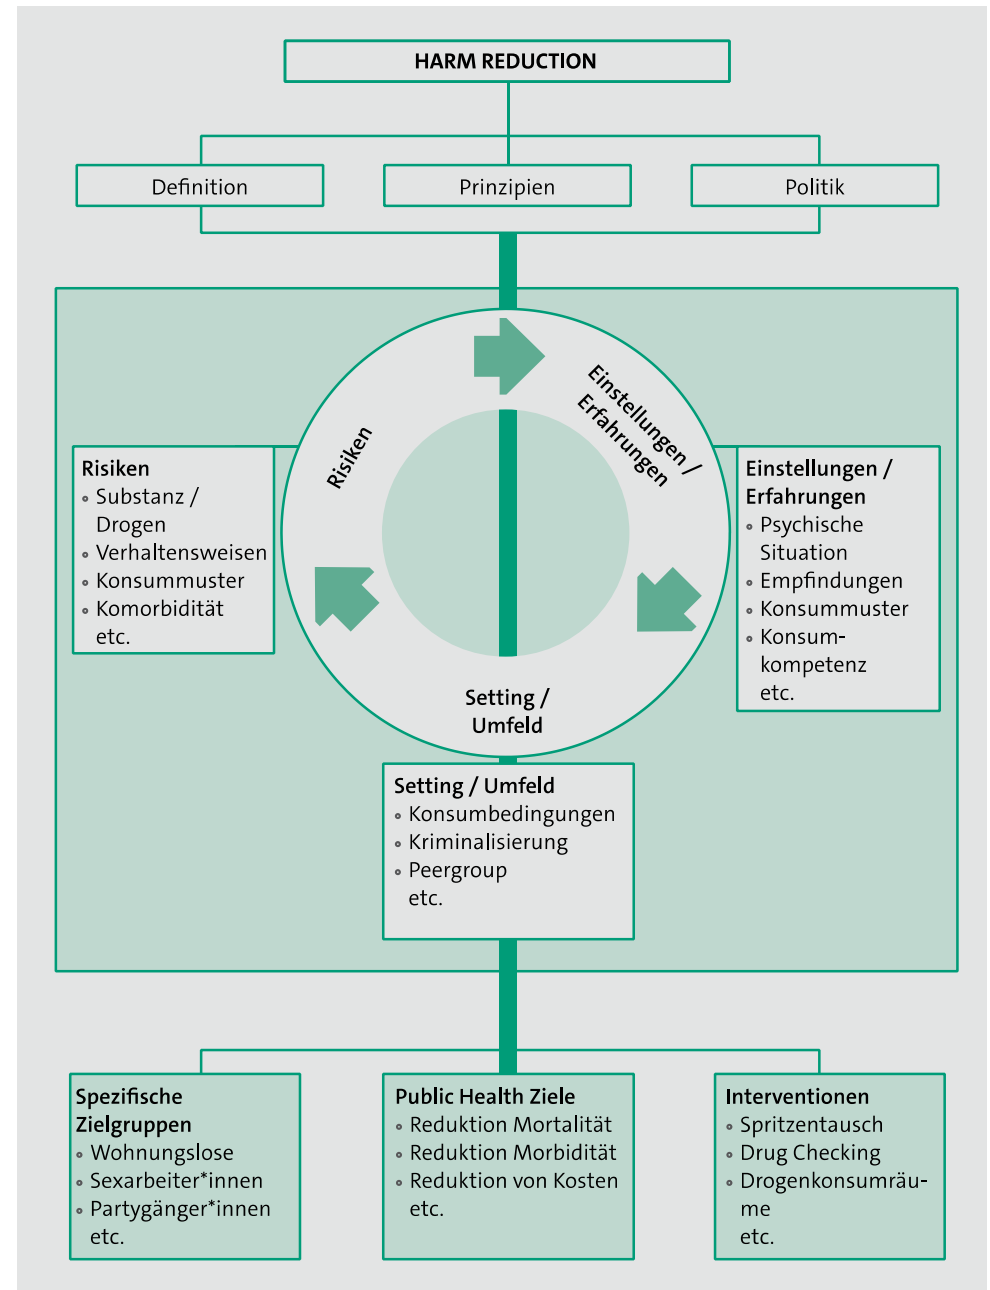 HARM REDUCTION
Definition
Prinzipien
Politik
Risiken
Einstellungen /
Erfahrungen
Setting /
Umfeld
Risiken
• Substanz /
Drogen
• Verhaltensweisen
• Konsummuster
• Komorbidität
etc.
Einstellungen /
Erfahrungen
• Psychische
Situation
• Empfindungen
• Konsummuster
• Konsum-
kompetenz
etc.
Setting / Umfeld
• Konsumbedingungen
• Kriminalisierung
• Peergroup
etc.
Spezifische
Zielgruppen
• Wohnungslose
• Sexarbeiter*innen
• Partygänger*innen
etc.
Public Health Ziele
• Reduktion Mortalität
• Reduktion Morbidität
• Reduktion von Kosten
etc.
Interventionen
• Spritzentausch
• Drug Checking
• Drogenkonsumräu-
me
etc.